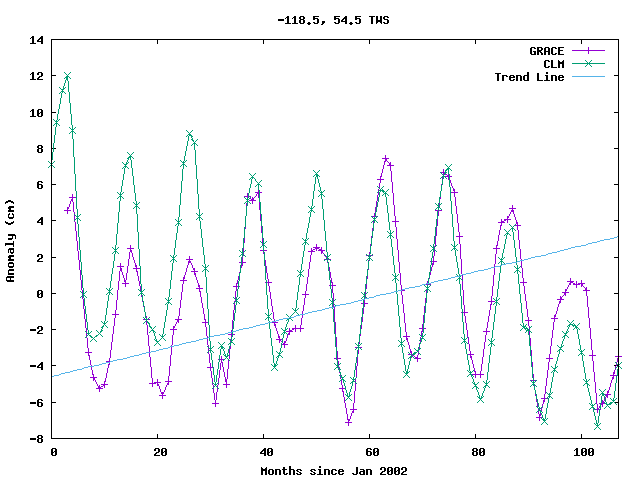 -118.5, 54.5 TWS
GRACE
CLM
Trend Line
Anomaly (cm)
14
12
10
8
6
4
2
0
-2
-4
-6
-8
0 20 40 60 80 100
Months since Jan 2002